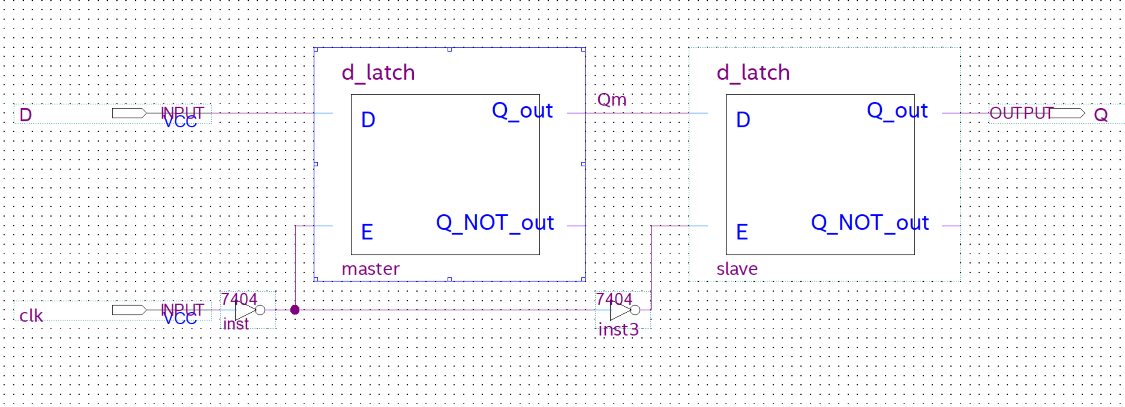 d_latch
d_latch
Qm
D
INPUT
VCC
D
Q_out
D
Q_out
OUTPUT
Q
E
Q_NOT_out
E
Q_NOT_out
master
slave
clk
INPUT
VCC
7404
inst
7404
inst3